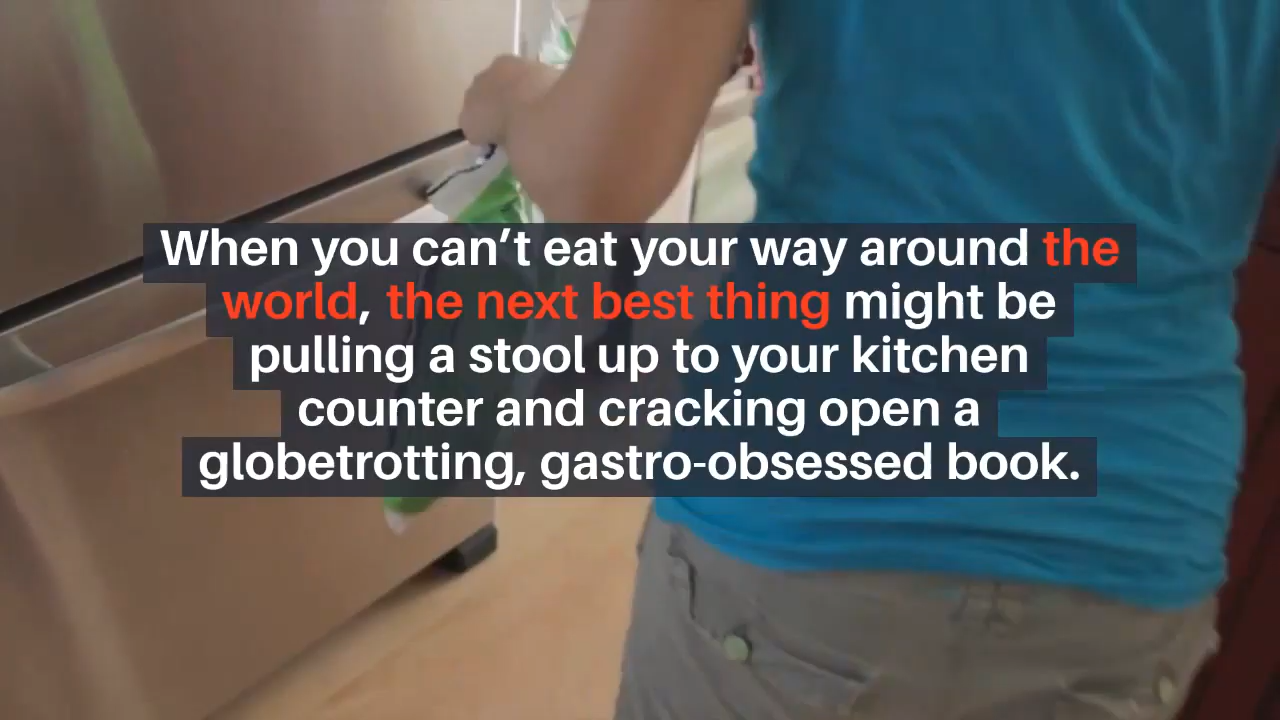 When you can’t eat your way around the
world, the next best thing might be
pulling a stool up to your kitchen
counter and cracking open a
globetrotting, gastro-obsessed book.